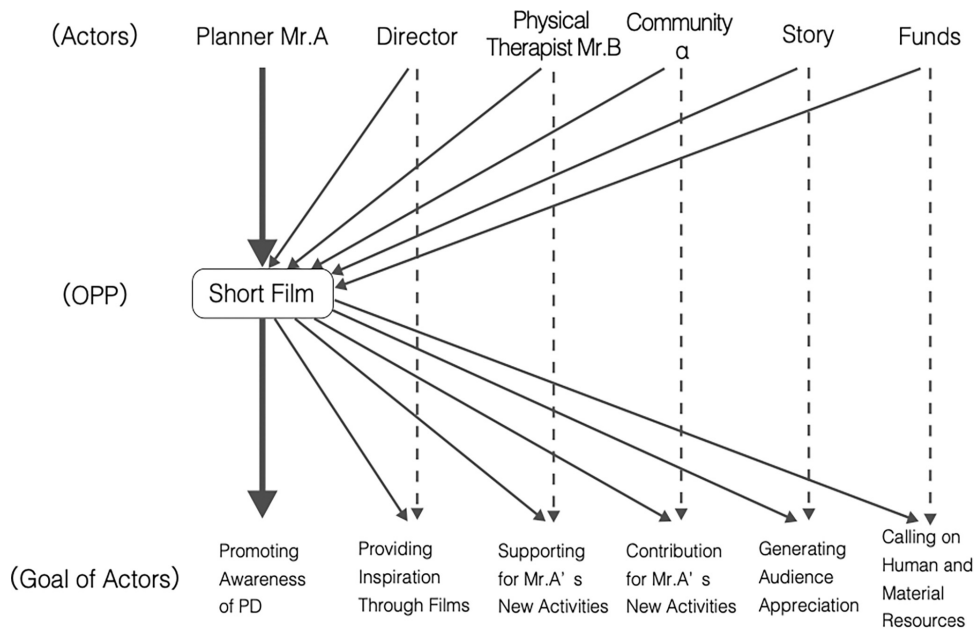 (Actors)
Planner Mr.A
Director
Physical
Therapist Mr.B
Community
α
Story
Funds
(OPP)
Short Film
(Goal of Actors)
Promoting
Awareness
of PD
Providing
Inspiration
Through Films
Supporting
for Mr.A's
New Activities
Contribution
for Mr.A's
New Activities
Generating
Audience
Appreciation
Calling on
Human and
Material
Resources